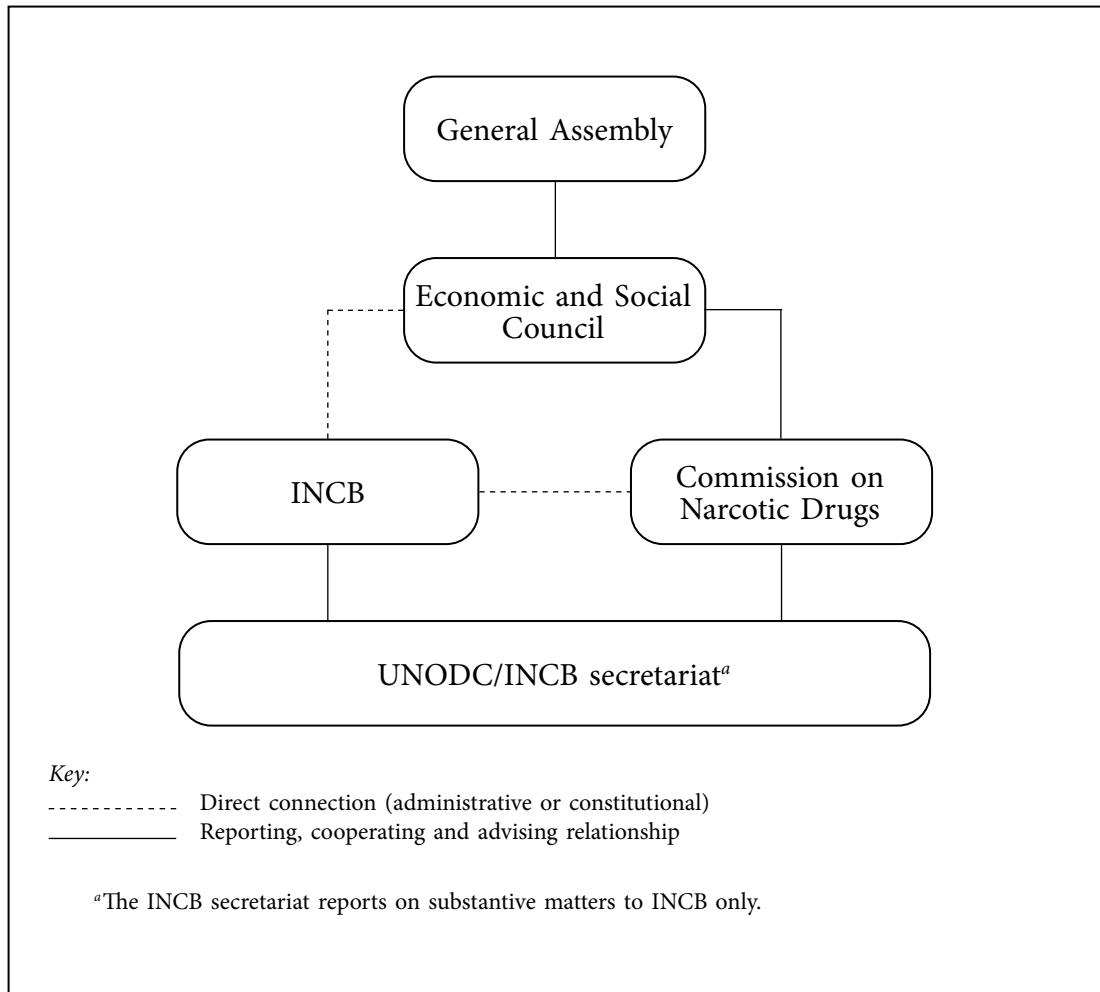 General Assembly
Economic and Social
Council
INCB
Commission on
Narcotic Drugs
UNODC/INCB secretariatᵃ
Key:
Direct connection (administrative or constitutional)
Reporting, cooperating and advising relationship
ᵃThe INCB secretariat reports on substantive matters to INCB only.